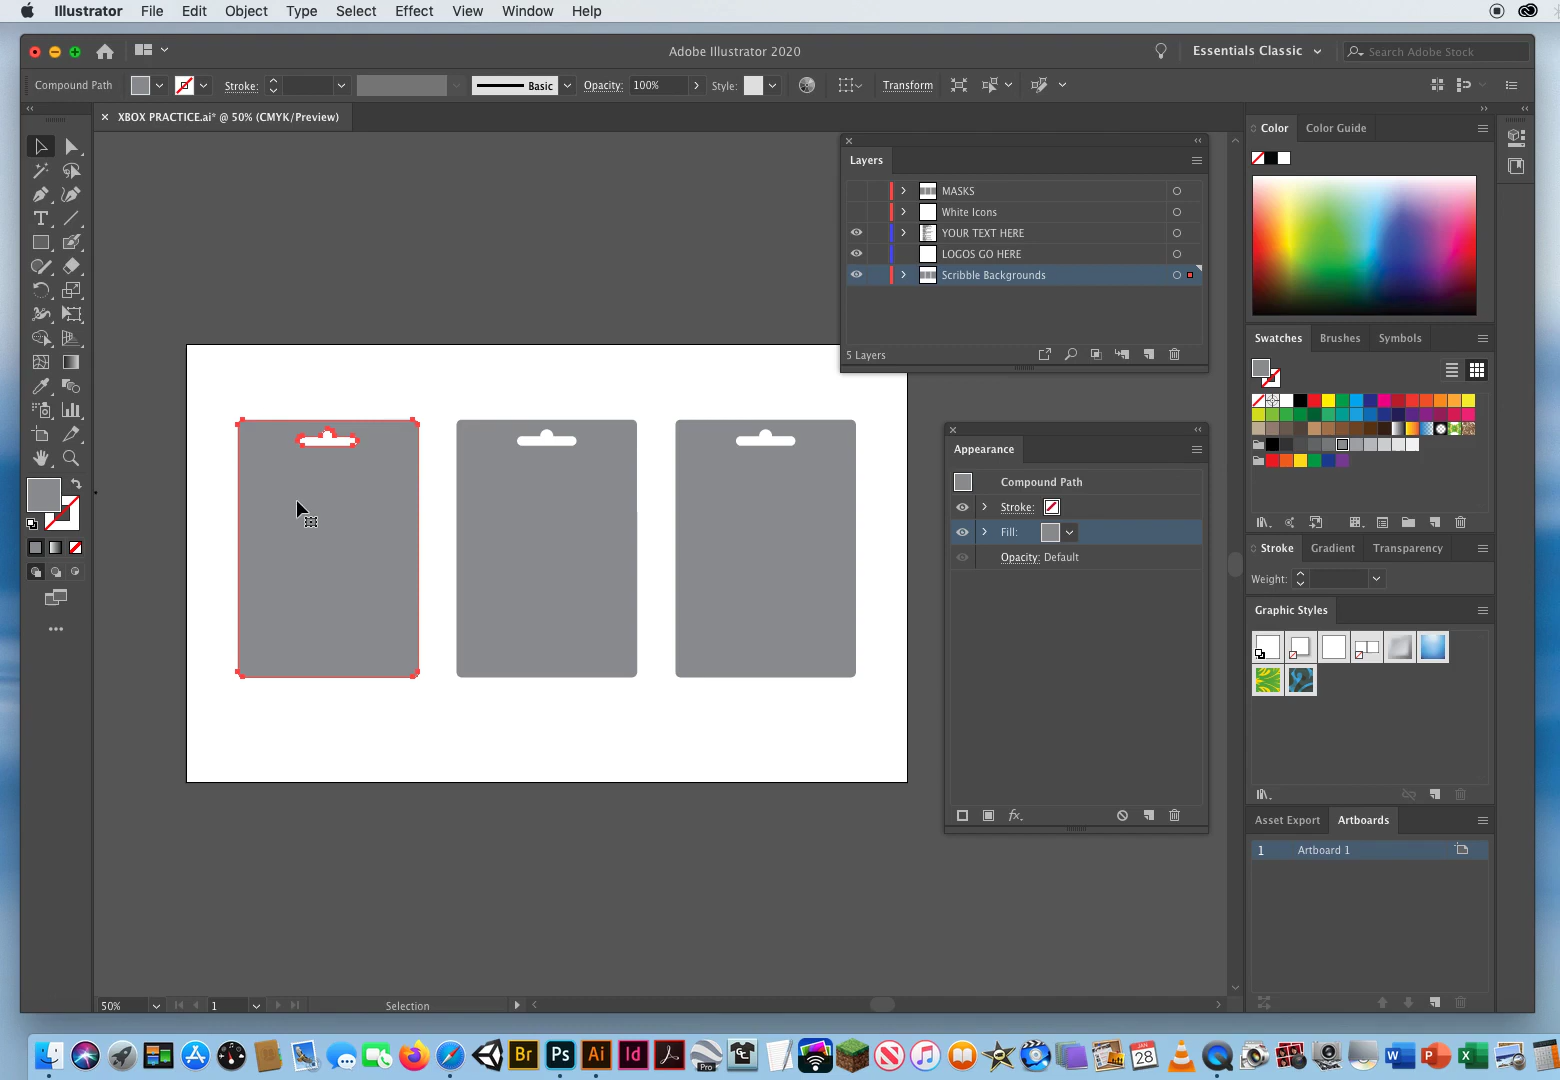 Illustrator File Edit Object Type Select Effect View Window Help
Adobe Illustrator 2020
Essentials Classic
Search Adobe Stock
Compound Path
Stroke:
Basic
Opacity: 100%
Style:
Transform
XBOX PRACTICE.ai* @ 50% (CMYK/Preview)
Layers
MASKS
White Icons
YOUR TEXT HERE
LOGOS GO HERE
Scribble Backgrounds
5 Layers
Appearance
Compound Path
Stroke:
Fill:
Opacity: Default
fx
Color Color Guide
Swatches Brushes Symbols
Stroke Gradient Transparency
Weight:
Graphic Styles
Asset Export Artboards
1 Artboard 1
50% 1 Selection
Br Ps Ai Id
Pro
JAN
28
W P X